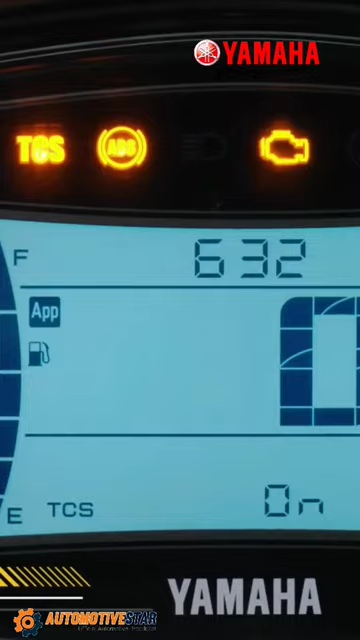 YAMAHA
TCS ABS
F 632
App
E TCS On
YAMAHA
AUTOMOTIVESTAR